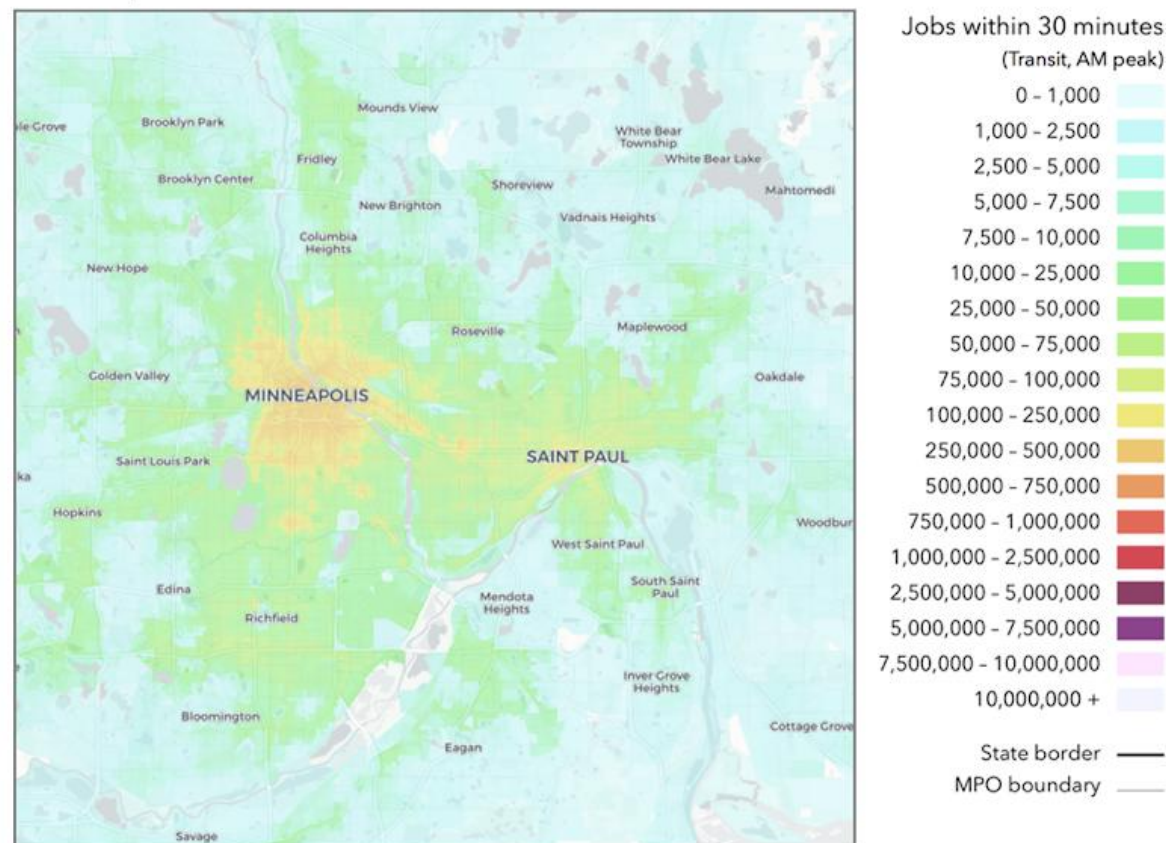 Jobs within 30 minutes
(Transit, AM peak)
0 – 1,000
1,000 – 2,500
2,500 – 5,000
5,000 – 7,500
7,500 – 10,000
10,000 – 25,000
25,000 – 50,000
50,000 – 75,000
75,000 – 100,000
100,000 – 250,000
250,000 – 500,000
500,000 – 750,000
750,000 – 1,000,000
1,000,000 – 2,500,000
2,500,000 – 5,000,000
5,000,000 – 7,500,000
7,500,000 – 10,000,000
10,000,000 +
State border
MPO boundary
Mounds View
Brooklyn Park
le Grove
White Bear
Township
White Bear Lake
Fridley
Brooklyn Center
Shoreview
Mahtomedi
New Brighton
Vadnais Heights
Columbia
Heights
New Hope
Roseville
Maplewood
Golden Valley
Oakdale
MINNEAPOLIS
SAINT PAUL
Saint Louis Park
ka
Hopkins
Woodbur
West Saint Paul
Edina
South Saint
Paul
Mendota
Heights
Richfield
Inver Grove
Heights
Bloomington
Cottage Grove
Eagan
Savage